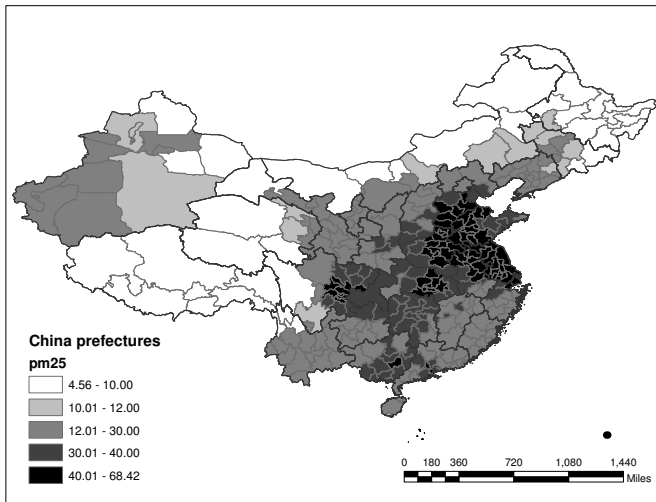 China prefectures
pm25
4.56 - 10.00
10.01 - 12.00
12.01 - 30.00
30.01 - 40.00
40.01 - 68.42
0 180 360 720 1,080 1,440
Miles